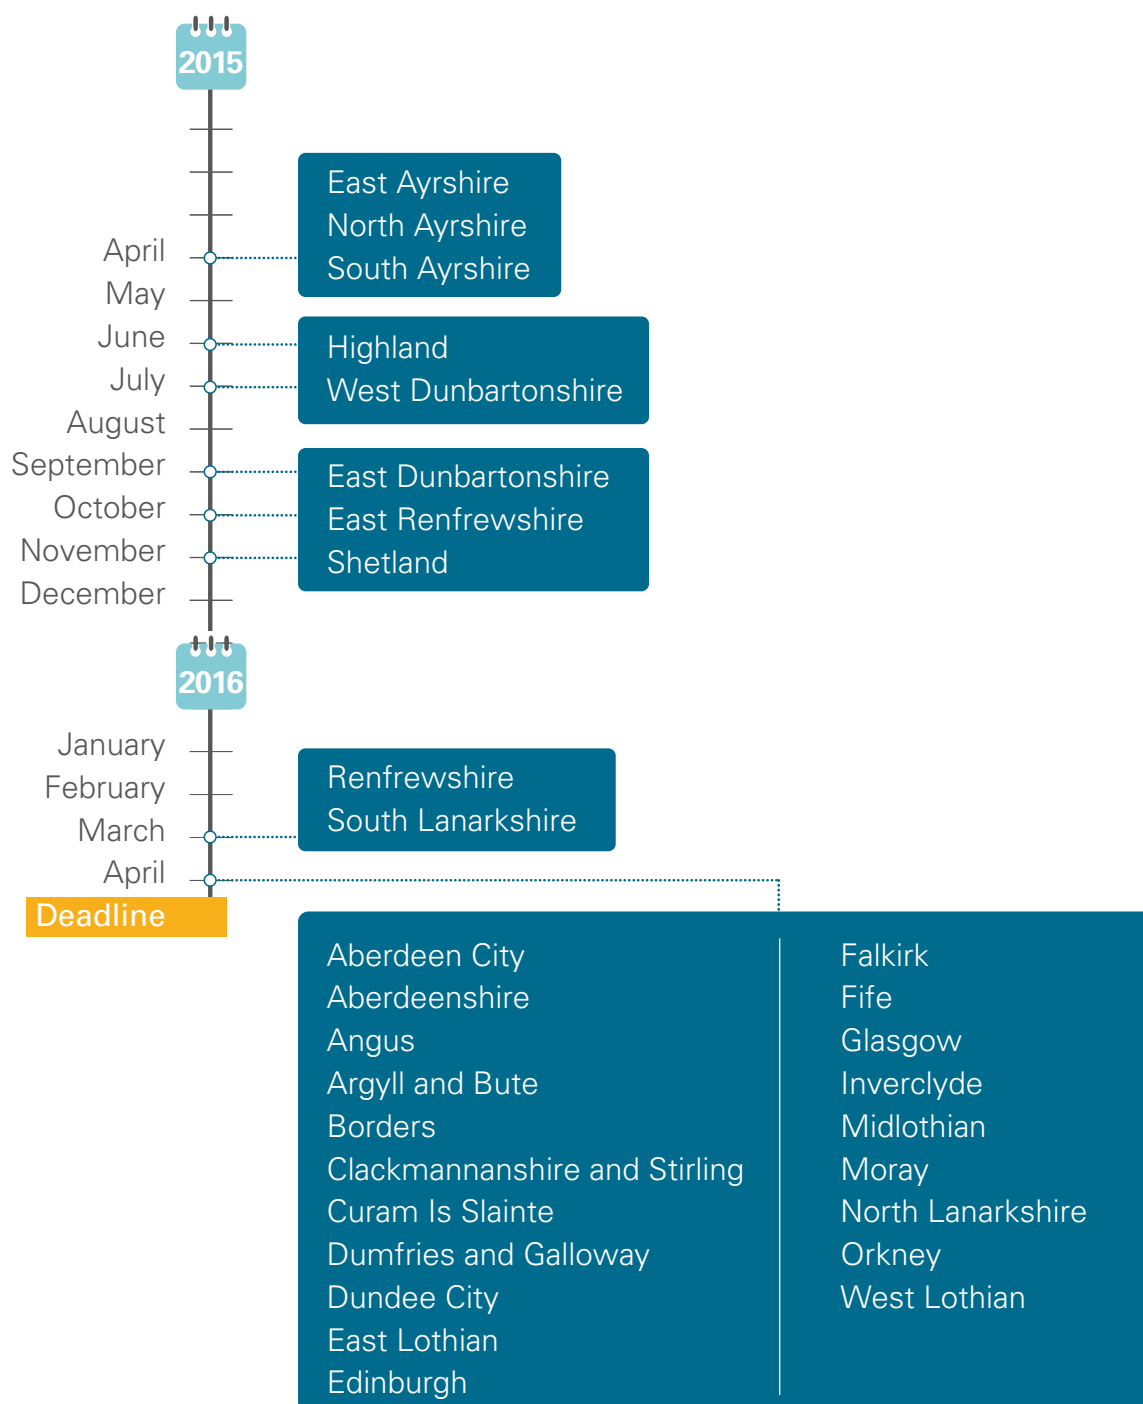 2015
April
East Ayrshire
North Ayrshire
South Ayrshire
May
June
Highland
July
West Dunbartonshire
August
September
East Dunbartonshire
October
East Renfrewshire
November
Shetland
December
2016
January
February
March
Renfrewshire
South Lanarkshire
April
Deadline
Aberdeen City
Aberdeenshire
Angus
Argyll and Bute
Borders
Clackmannanshire and Stirling
Curam Is Slainte
Dumfries and Galloway
Dundee City
East Lothian
Edinburgh
Falkirk
Fife
Glasgow
Inverclyde
Midlothian
Moray
North Lanarkshire
Orkney
West Lothian